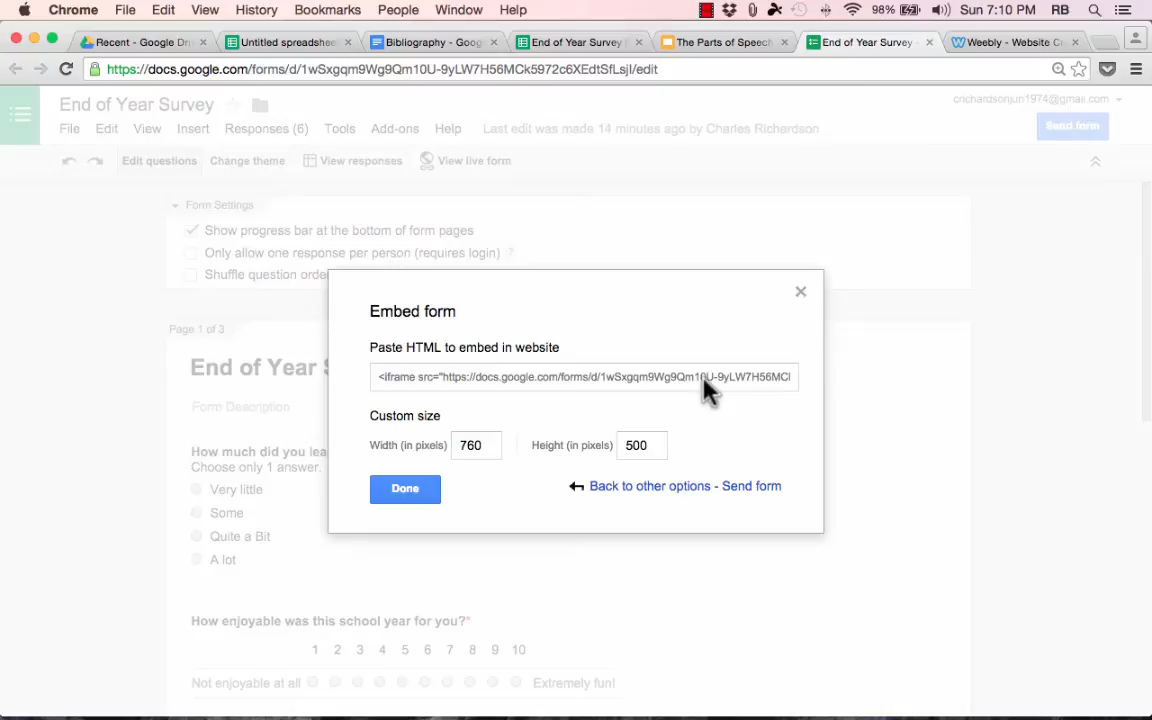 Chrome File Edit View History Bookmarks People Window Help 98% Sun 7:10 PM RB
Recent - Google Dri Untitled spreadshee Bibliography - Goog End of Year Survey The Parts of Speech End of Year Survey - Weebly - Website C
https://docs.google.com/forms/d/1wSxgqm9Wg9Qm10U-9yLW7H56MCk5972c6XEdtSfLsjI/edit
End of Year Survey
crichardsonjun1974@gmail.com
File Edit View Insert Responses (6) Tools Add-ons Help Last edit was made 14 minutes ago by Charles Richardson
Send form
Edit questions Change theme View responses View live form
Form Settings
Show progress bar at the bottom of form pages
Only allow one response per person (requires login) ?
Shuffle question orde
Embed form
Page 1 of 3
Paste HTML to embed in website
End of Year S
<iframe src="https://docs.google.com/forms/d/1wSxgqm9Wg9Qm10U-9yLW7H56MCl
Form Description
Custom size
Width (in pixels) 760 Height (in pixels) 500
How much did you lea
Choose only 1 answer.
Done
Back to other options - Send form
Very little
Some
Quite a Bit
A lot
How enjoyable was this school year for you?*
1 2 3 4 5 6 7 8 9 10
Not enjoyable at all Extremely fun!